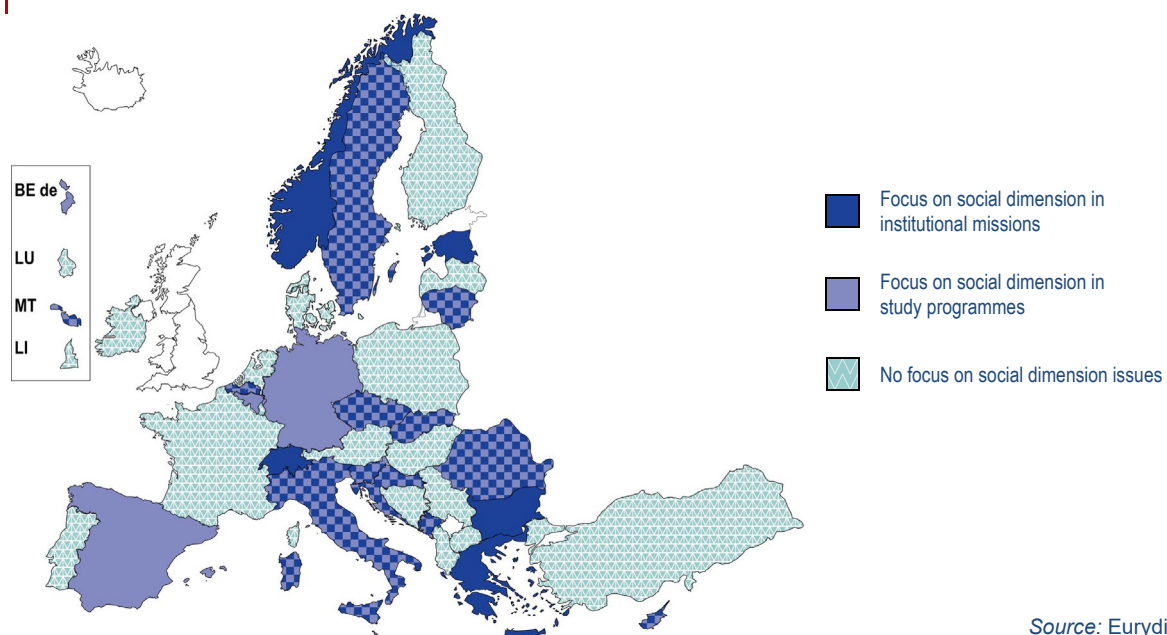 BE de
LU
MT
LI
Focus on social dimension in
institutional missions
Focus on social dimension in
study programmes
No focus on social dimension issues
Source: Eurydi